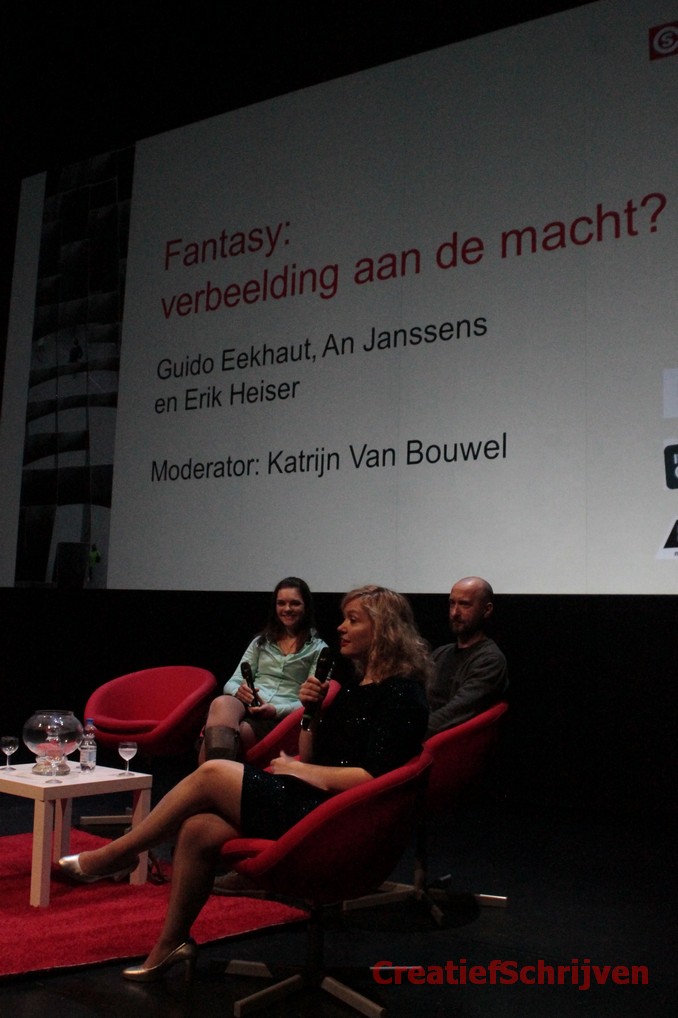 Fantasy:
verbeelding aan de macht?
Guido Eekhaut, An Janssens
en Erik Heiser
Moderator: Katrijn Van Bouwel
CreatiefSchrijven